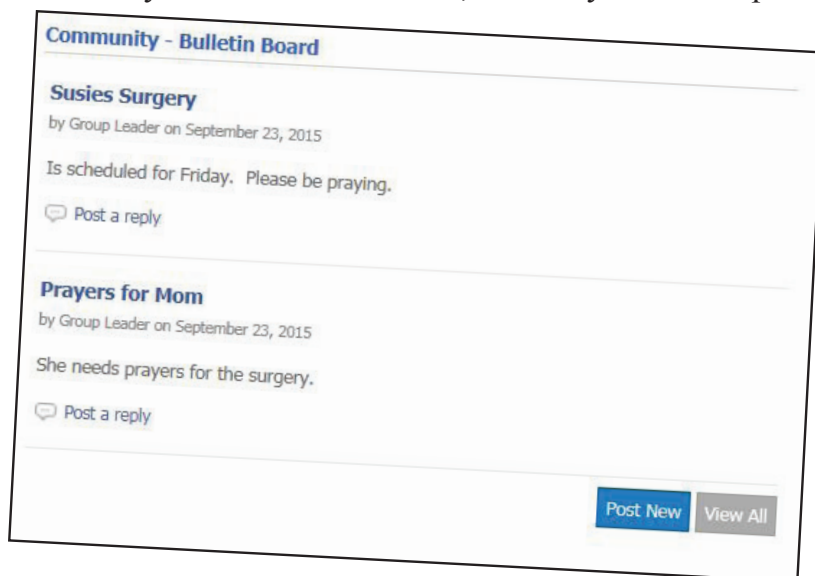 Community - Bulletin Board
Susies Surgery
by Group Leader on September 23, 2015
Is scheduled for Friday. Please be praying.
Post a reply
Prayers for Mom
by Group Leader on September 23, 2015
She needs prayers for the surgery.
Post a reply
Post New View All